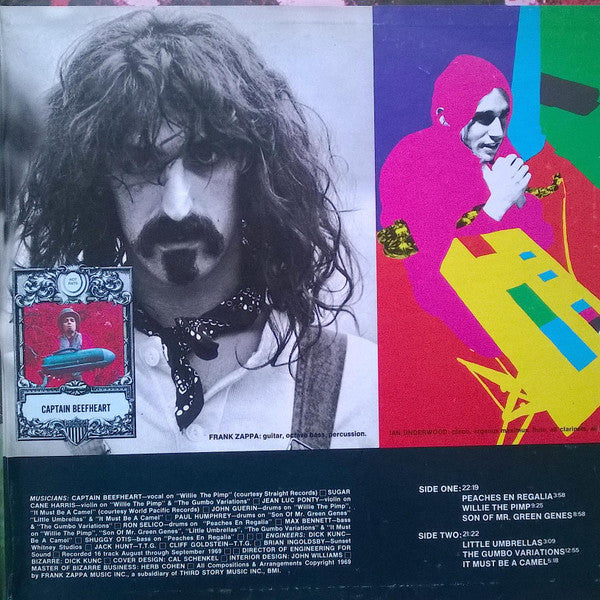 HOT
RATS
CAPTAIN BEEFHEART
FRANK ZAPPA: guitar, octave bass, percussion.
IAN UNDERWOOD: piano, organus maximus, flute, all clarinets, al
MUSICIANS: CAPTAIN BEEFHEART—vocal on "Willie The Pimp" (courtesy Straight Records) □ SUGAR
CANE HARRIS—violin on "Willie The Pimp" & "The Gumbo Variations" □ JEAN LUC PONTY—violin on
"It Must Be A Camel" (courtesy World Pacific Records) □ JOHN GUERIN—drums on "Willie The Pimp",
"Little Umbrellas" & "It Must Be A Camel" □ PAUL HUMPHREY—drums on "Son Of Mr. Green Genes"
& "The Gumbo Variations" □ RON SELICO—drums on "Peaches En Regalia" □ MAX BENNETT—bass
on "Willie The Pimp", "Son Of Mr. Green Genes", "Little Umbrellas", "The Gumbo Variations" & "It Must
Be A Camel" □ SHUGGY OTIS—bass on "Peaches En Regalia" □ □ □ ENGINEERS: DICK KUNC—
Whitney Studios □ JACK HUNT—T.T.G. □ CLIFF GOLDSTEIN—T.T.G. □ BRIAN INGOLDSBY—Sunset
Sound □ Recorded 16 track August through September 1969 □ □ □ DIRECTOR OF ENGINEERING FOR
BIZARRE: DICK KUNC □ COVER DESIGN: CAL SCHENKEL □ INTERIOR DESIGN: JOHN WILLIAMS □
MASTER OF BIZARRE BUSINESS: HERB COHEN □ All Compositions & Arrangements Copyright 1969
by FRANK ZAPPA MUSIC INC., a subsidiary of THIRD STORY MUSIC INC., BMI.
SIDE ONE: 22:19
PEACHES EN REGALIA 3:58
WILLIE THE PIMP 9:25
SON OF MR. GREEN GENES 8:58
SIDE TWO: 21:22
LITTLE UMBRELLAS 3:09
THE GUMBO VARIATIONS 12:55
IT MUST BE A CAMEL 5:18